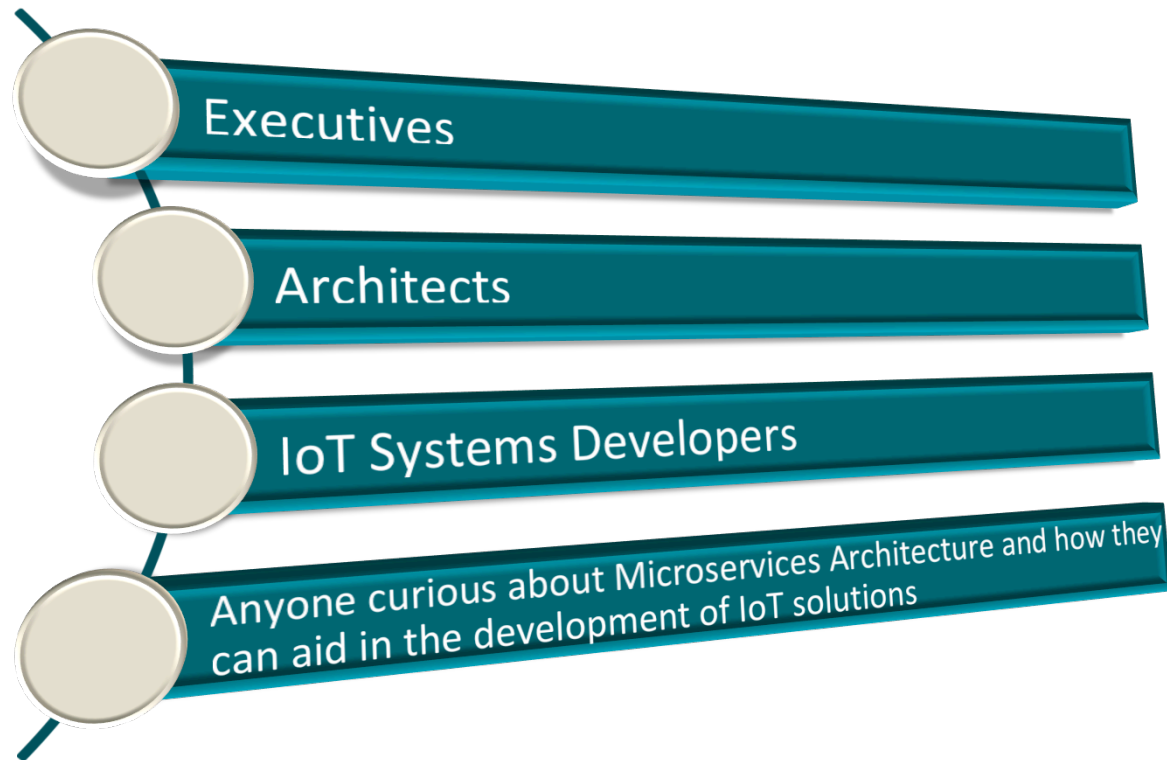 Executives
Architects
IoT Systems Developers
Anyone curious about Microservices Architecture and how they
can aid in the development of IoT solutions